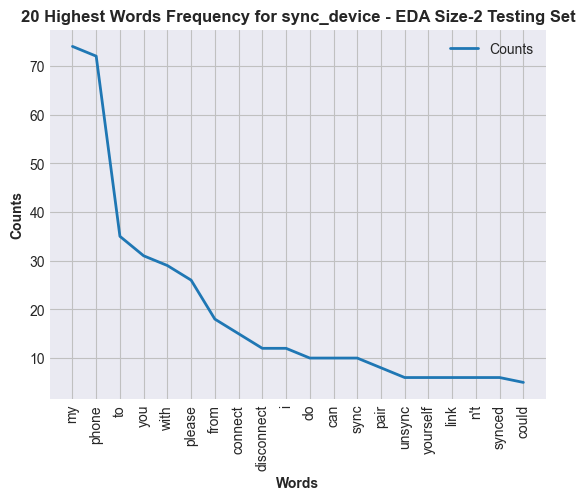 20 Highest Words Frequency for sync_device - EDA Size-2 Testing Set
Counts
70
60
50
40
30
20
10
Counts
my
phone
to
you
with
please
from
connect
disconnect
i
do
can
sync
pair
unsync
yourself
link
n't
synced
could
Words